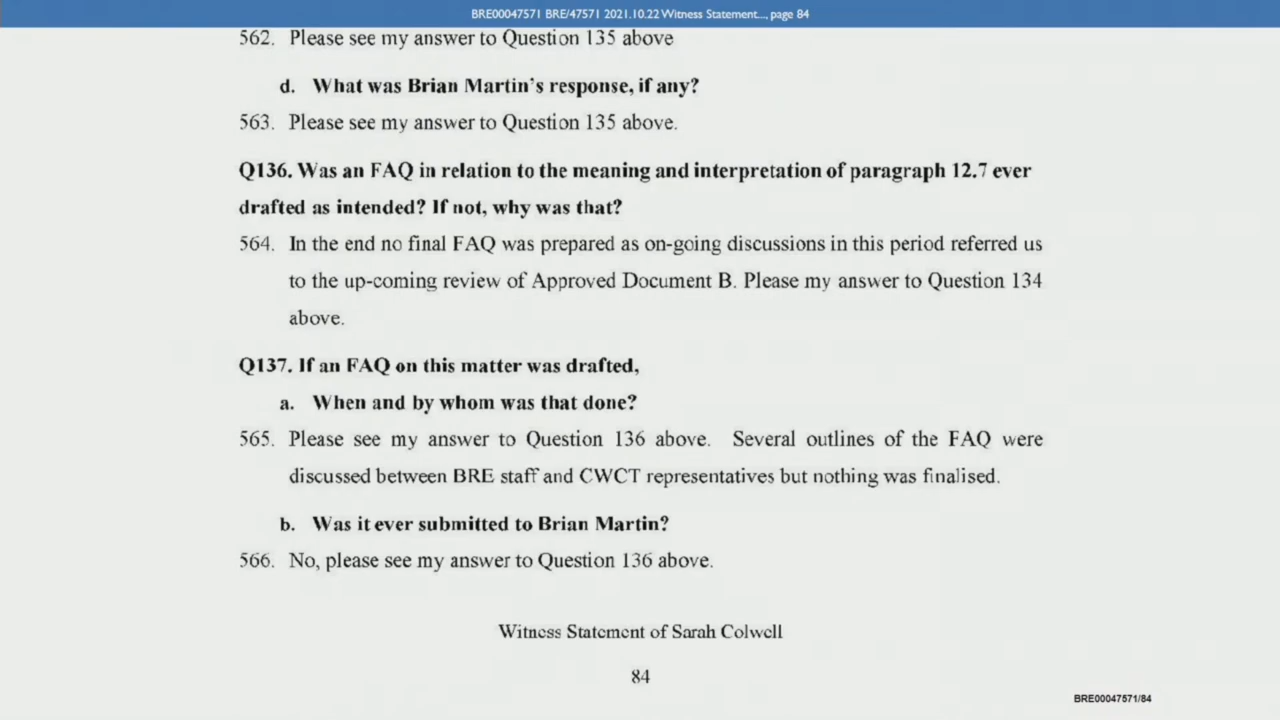 BRE00047571 BRE/47571 2021.10.22 Witness Statement..., page 84
562. Please see my answer to Question 135 above
d. What was Brian Martin's response, if any?
563. Please see my answer to Question 135 above.
Q136. Was an FAQ in relation to the meaning and interpretation of paragraph 12.7 ever
drafted as intended? If not, why was that?
564. In the end no final FAQ was prepared as on-going discussions in this period referred us
to the up-coming review of Approved Document B. Please my answer to Question 134
above.
Q137. If an FAQ on this matter was drafted,
a. When and by whom was that done?
565. Please see my answer to Question 136 above. Several outlines of the FAQ were
discussed between BRE staff and CWCT representatives but nothing was finalised.
b. Was it ever submitted to Brian Martin?
566. No, please see my answer to Question 136 above.
Witness Statement of Sarah Colwell
84
BRE00047571/84